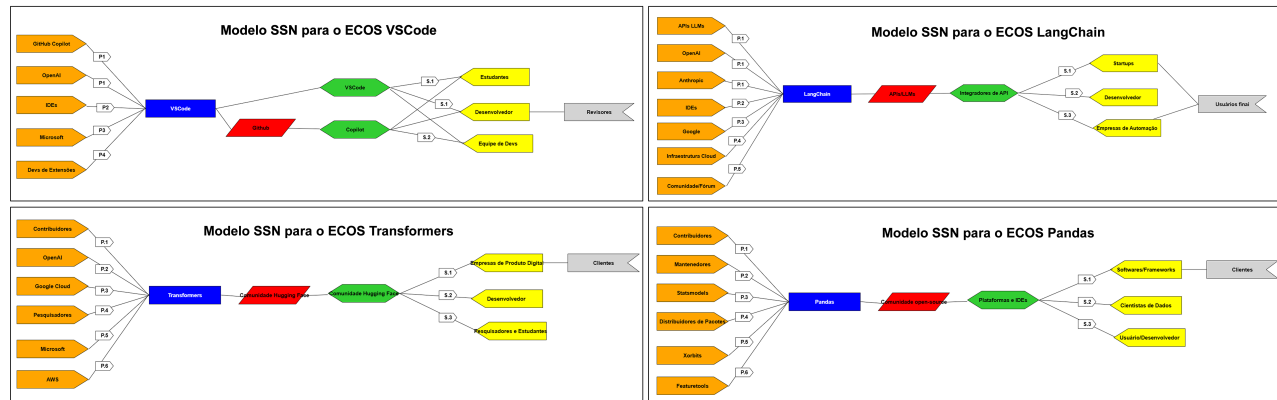 Modelo SSN para o ECOS VSCode
GitHub Copilot
P1
OpenAI
P1
IDEs
P2
Microsoft
P3
Devs de Extensões
P4
VSCode
Github
VSCode
Copilot
S.1
S.1
S.2
Estudantes
Desenvolvedor
Equipe de Devs
Revisores
Modelo SSN para o ECOS LangChain
APIs LLMs
P.1
OpenAI
P.1
Anthropic
P.1
IDEs
P.2
Google
P.3
Infraestruturs Cloud
P.4
Comunidade/Fórum
P.5
LangChain
APIs/LLMs
Integradores de API
S.1
S.2
S.3
Startups
Desenvolvedor
Empresas de Automação
Usuários finai
Modelo SSN para o ECOS Transformers
Contribuidores
P.1
OpenAI
P.2
Google Cloud
P.3
Pesquisadores
P.4
Microsoft
P.5
AWS
P.6
Transformers
Comunidade Hugging Face
Comunidade Hugging Face
S.1
S.2
S.3
Empresas de Produto Digital
Desenvolvedor
Pesquisadores e Estudantes
Clientes
Modelo SSN para o ECOS Pandas
Contribuidores
P.1
Mantenedores
P.2
Statsmodels
P.3
Distribuidores de Pacotes
P.4
Xorbits
P.5
Featuretools
P.6
Pandas
Comunidade open-source
Plataformas e IDEs
S.1
S.2
S.3
Softwares/Frameworks
Cientistas de Dados
Usuário/Desenvolvedor
Clientes